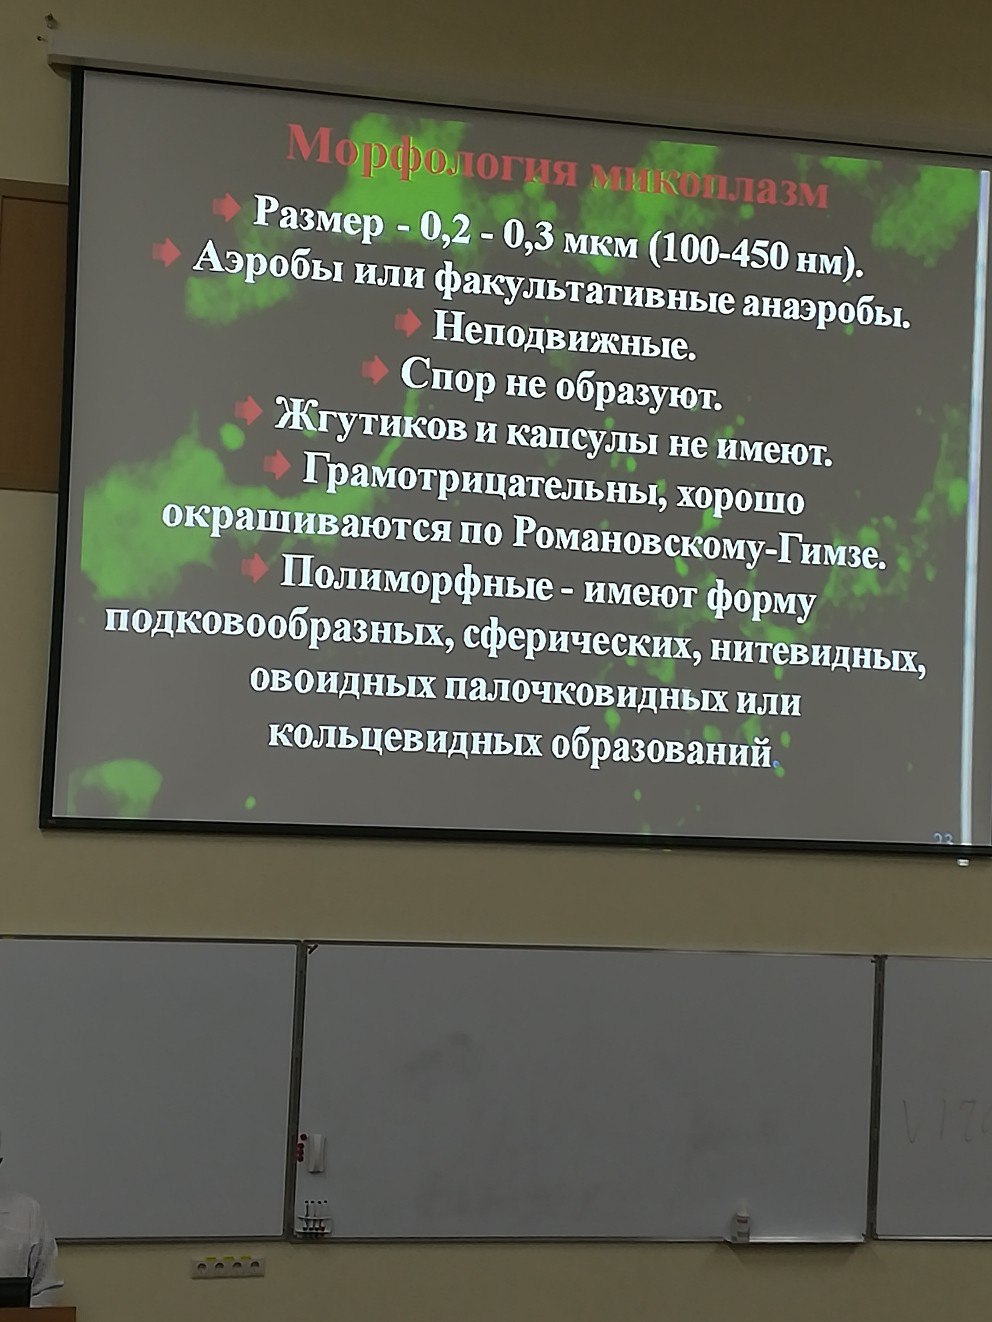 Морфология микоплазм
Размер - 0,2 - 0,3 мкм (100-450 нм).
Аэробы или факультативные анаэробы.
Неподвижные.
Спор не образуют.
Жгутиков и капсулы не имеют.
Грамотрицательны, хорошо
окрашиваются по Романовскому-Гимзе.
Полиморфные - имеют форму
подковообразных, сферических, нитевидных,
овоидных палочковидных или
кольцевидных образований.
23